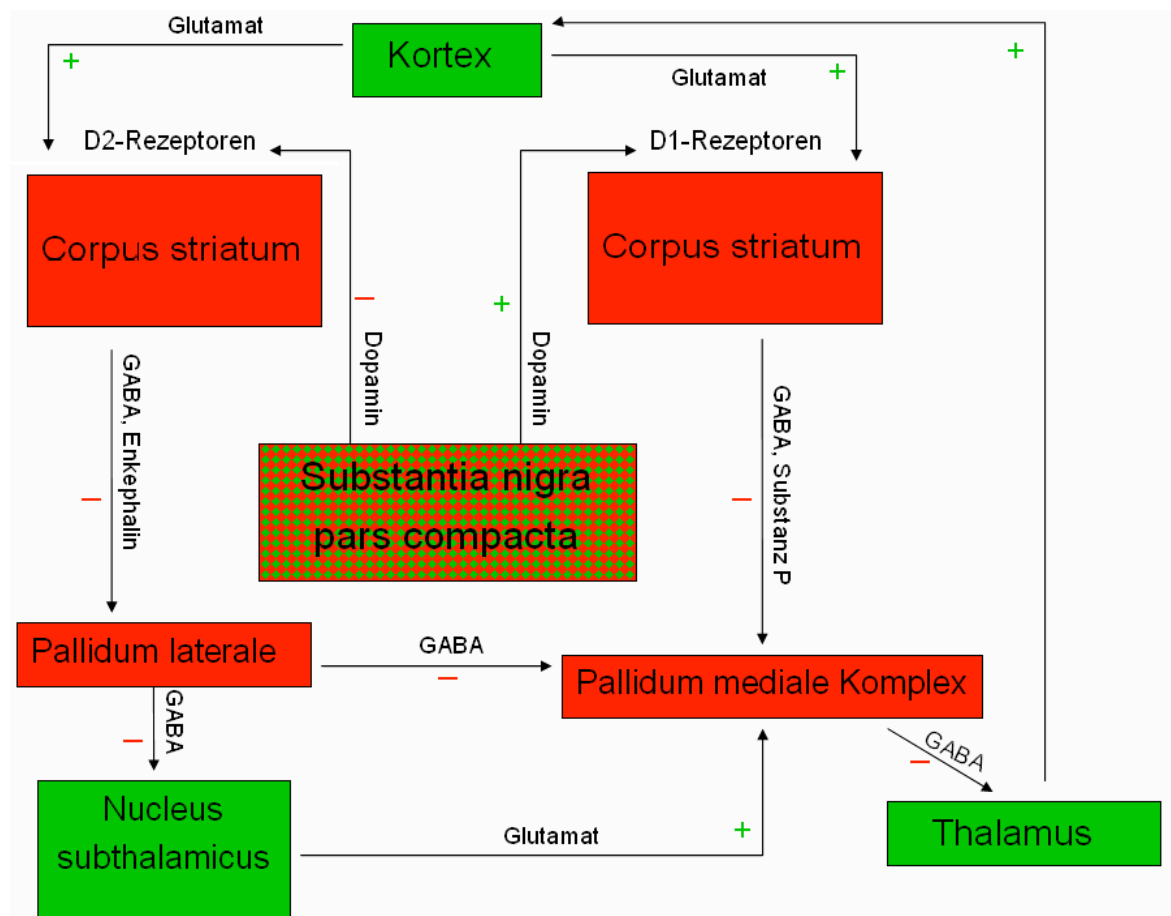 Glutamat
+
Kortex
Glutamat
+
+
D2-Rezeptoren
D1-Rezeptoren
Corpus striatum
Corpus striatum
–
+
Dopamin
Dopamin
GABA, Enkephalin
–
GABA, Substanz P
–
Substantia nigra
pars compacta
Pallidum laterale
GABA
–
Pallidum mediale Komplex
GABA
–
GABA
–
Nucleus
subthalamicus
Glutamat
+
Thalamus